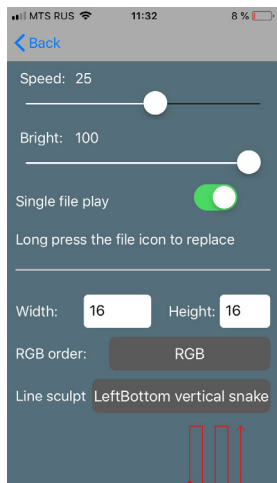 MTS RUS 11:32 8 %
Back
Speed: 25
Bright: 100
Single file play
Long press the file icon to replace
Width: 16 Height: 16
RGB order: RGB
Line sculpt LeftBottom vertical snake